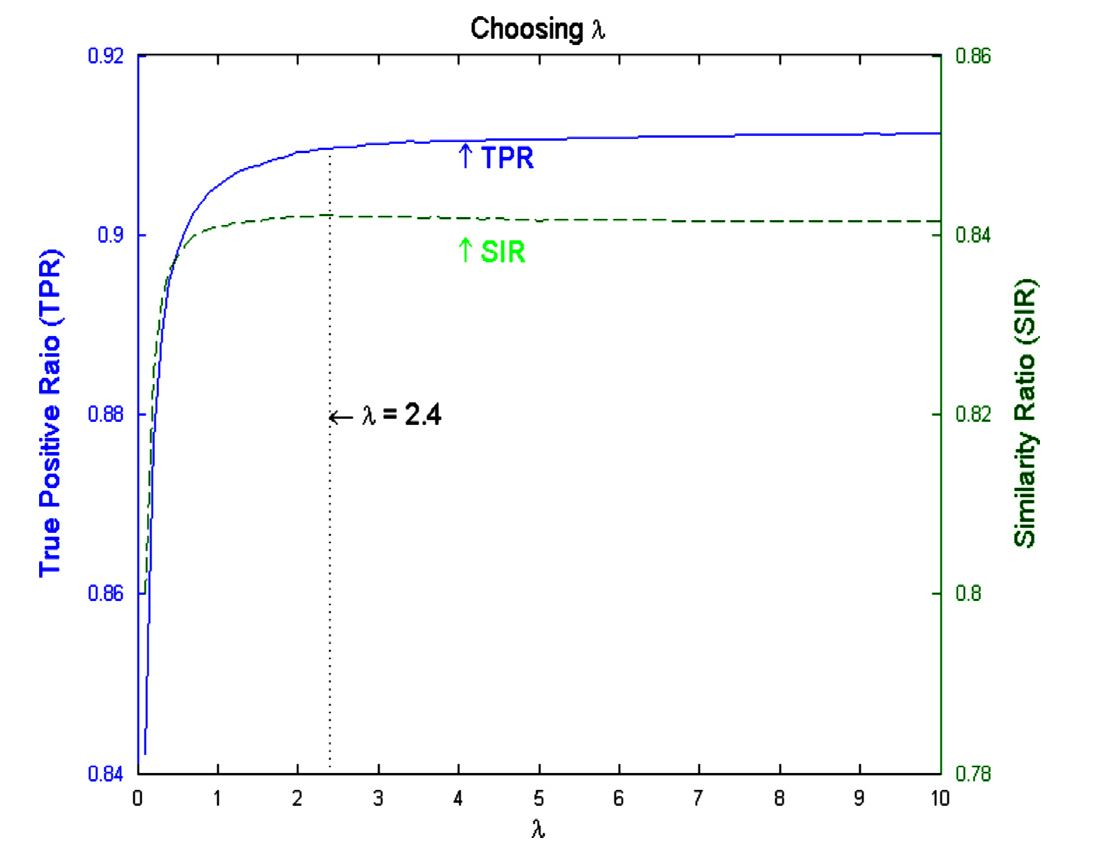 Choosing λ
0.92
0.9
0.88
0.86
0.84
True Positive Raio (TPR)
0.86
0.84
0.82
0.8
0.78
Similarity Ratio (SIR)
↑ TPR
↑ SIR
← λ = 2.4
0 1 2 3 4 5 6 7 8 9 10
λ